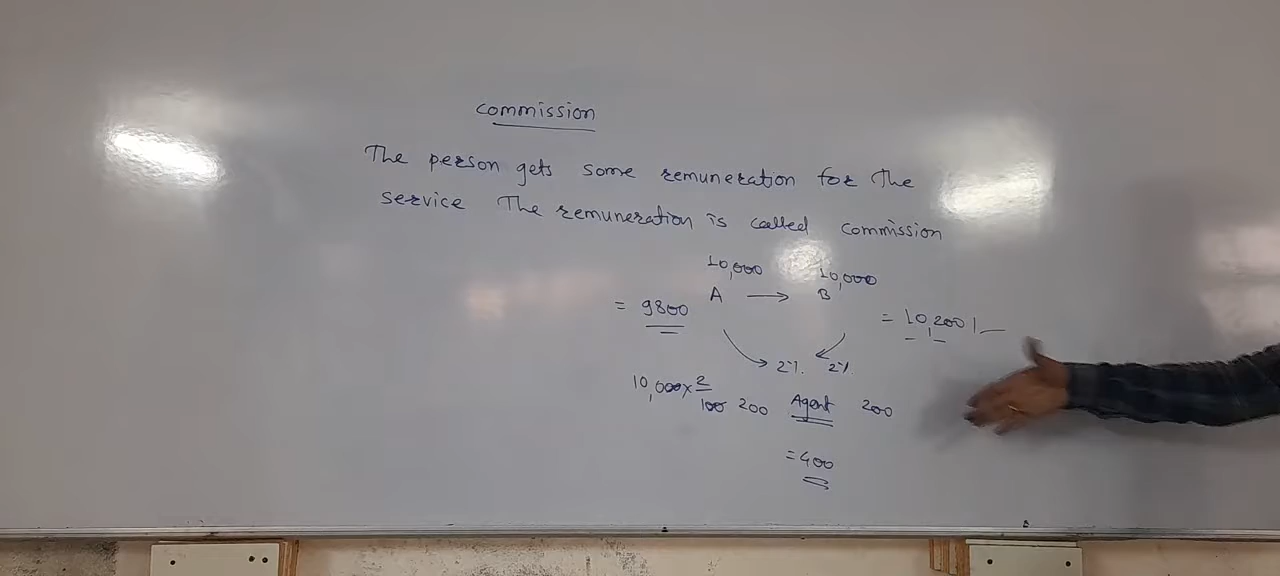 Commission
The person gets some remuneration for the
service The remuneration is called commission
10,000 10,000
A → B
= 9800 = 10,200/-
2%. 2%.
10,000 x 2/100 200 Agent 200
= 400